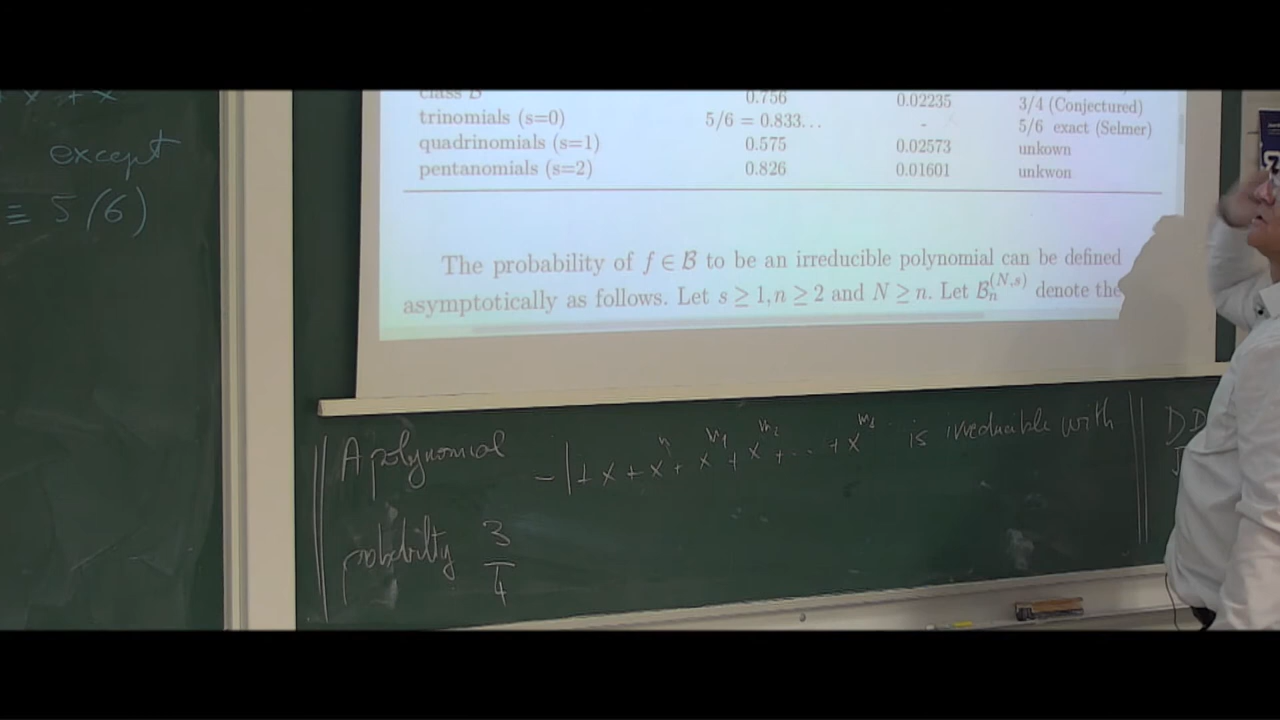 except
≡ 5 (6)
class B 0.756 0.02235 3/4 (Conjectured)
trinomials (s=0) 5/6 = 0.833... - 5/6 exact (Selmer)
quadrinomials (s=1) 0.575 0.02573 unkown
pentanomials (s=2) 0.826 0.01601 unkwon
The probability of f ∈ B to be an irreducible polynomial can be defined
asymptotically as follows. Let s ≥ 1, n ≥ 2 and N ≥ n. Let B_n^(N,s) denote the
A polynomial -1 + x + x^n + x^m_1 + x^m_2 + ... + x^m_s is irreducible with
probability 3/4
DD